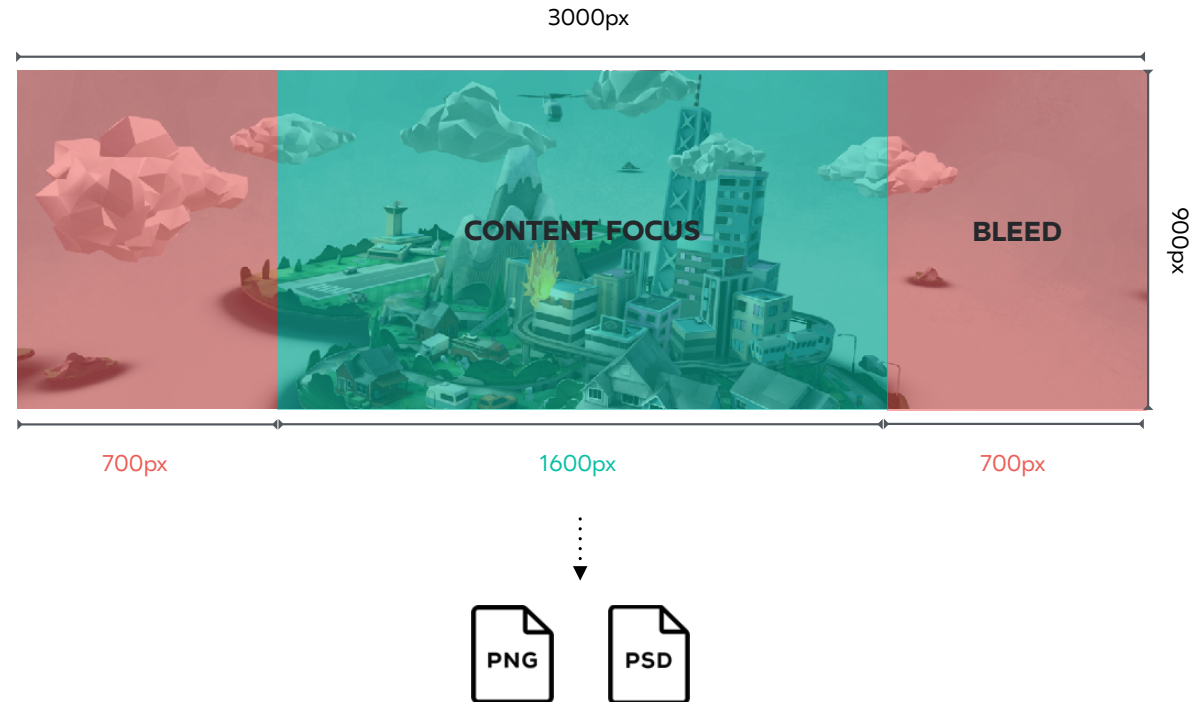 3000px
CONTENT FOCUS
BLEED
900px
700px
1600px
700px
PNG
PSD